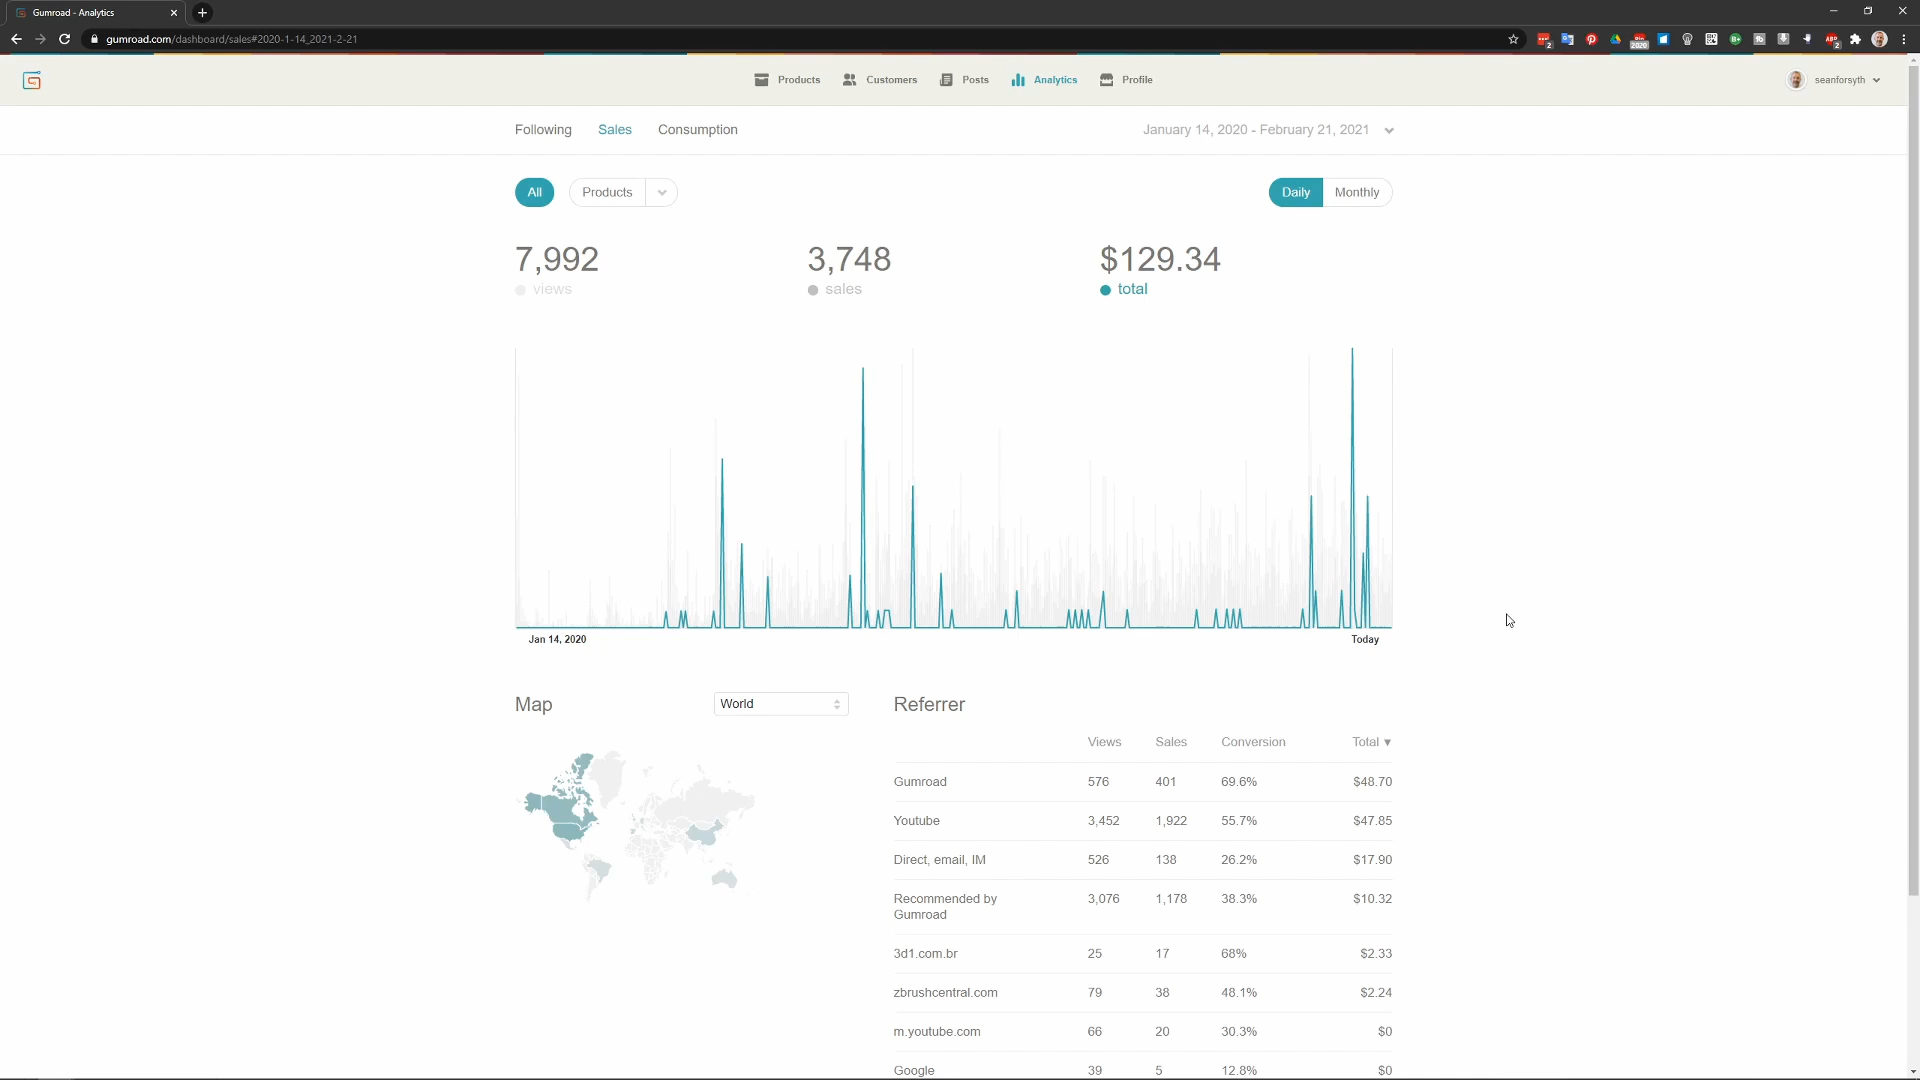 Gumroad - Analytics
gumroad.com/dashboard/sales#2020-1-14_2021-2-21
Products Customers Posts Analytics Profile seanforsyth
Following Sales Consumption January 14, 2020 - February 21, 2021
All Products Daily Monthly
7,992 3,748 $129.34
views sales total
Jan 14, 2020 Today
Map World Referrer
Views Sales Conversion Total ▼
Gumroad 576 401 69.6% $48.70
Youtube 3,452 1,922 55.7% $47.85
Direct, email, IM 526 138 26.2% $17.90
Recommended by 3,076 1,178 38.3% $10.32
Gumroad
3d1.com.br 25 17 68% $2.33
zbrushcentral.com 79 38 48.1% $2.24
m.youtube.com 66 20 30.3% $0
Google 39 5 12.8% $0